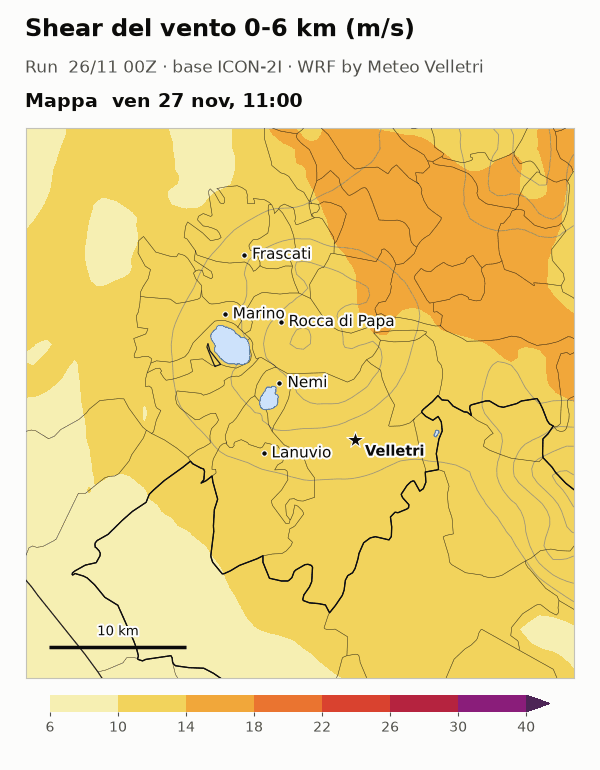 Shear del vento 0-6 km (m/s)
Run  26/11 00Z · base ICON-2I · WRF by Meteo Velletri
Mappa  ven 27 nov, 11:00
Frascati
Marino
Rocca di Papa
Nemi
Velletri
Lanuvio
10 km
6 10 14 18 22 26 30 40